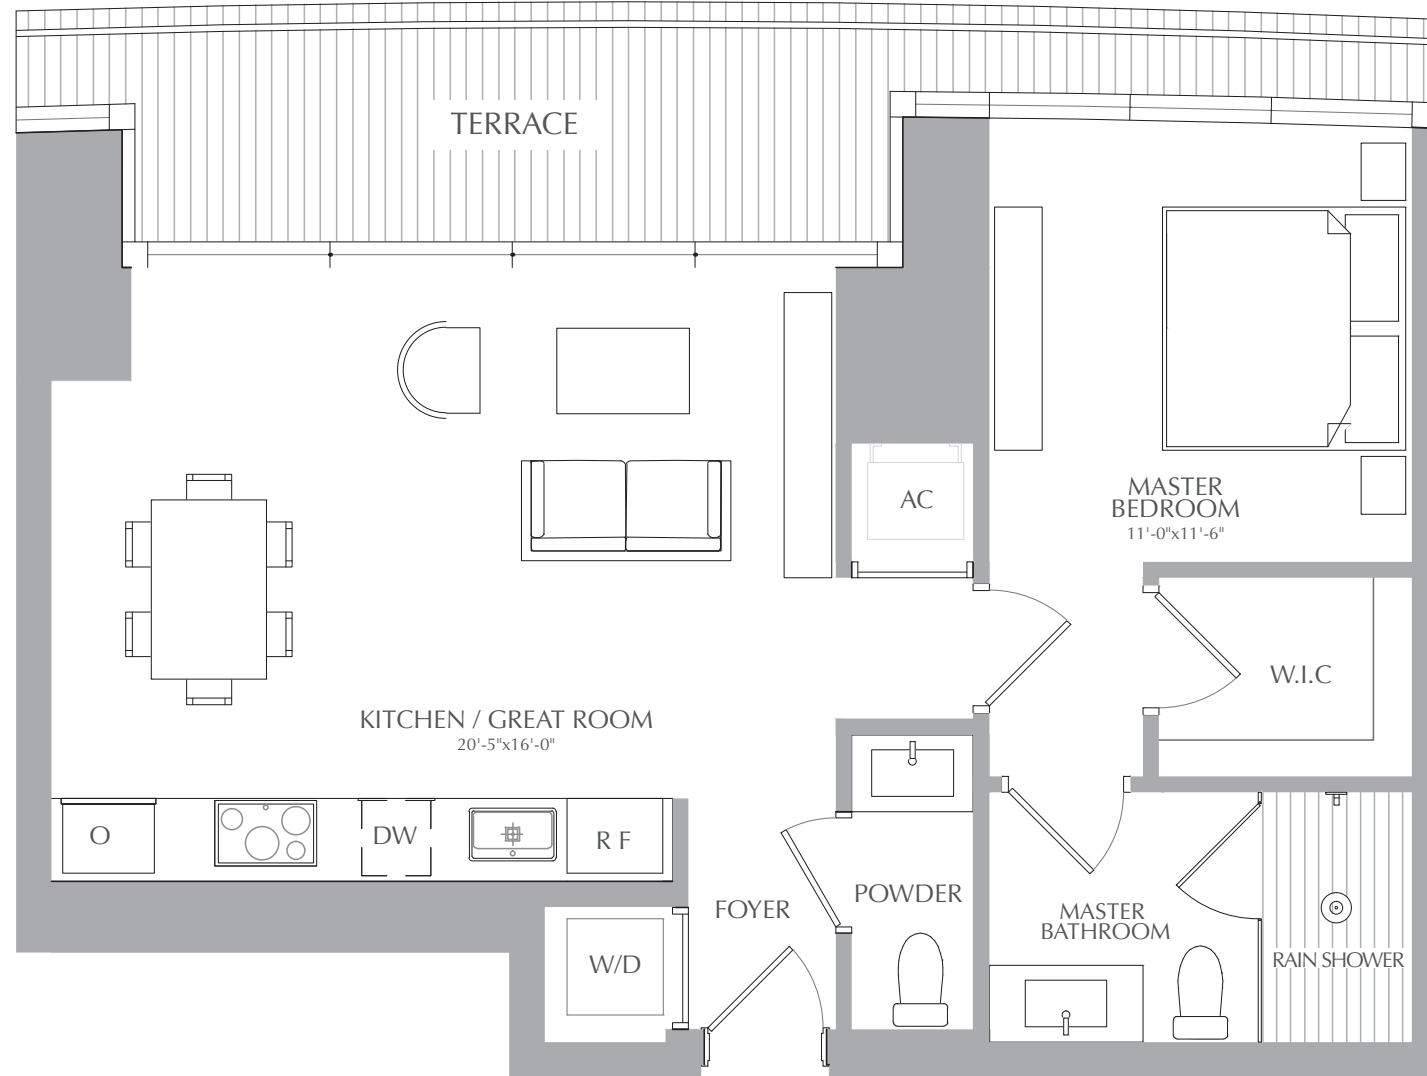 TERRACE
AC
MASTER
BEDROOM
11'-0"x11'-6"
W.I.C
KITCHEN / GREAT ROOM
20'-5"x16'-0"
O
DW
R F
POWDER
FOYER
MASTER
BATHROOM
W/D
RAIN SHOWER